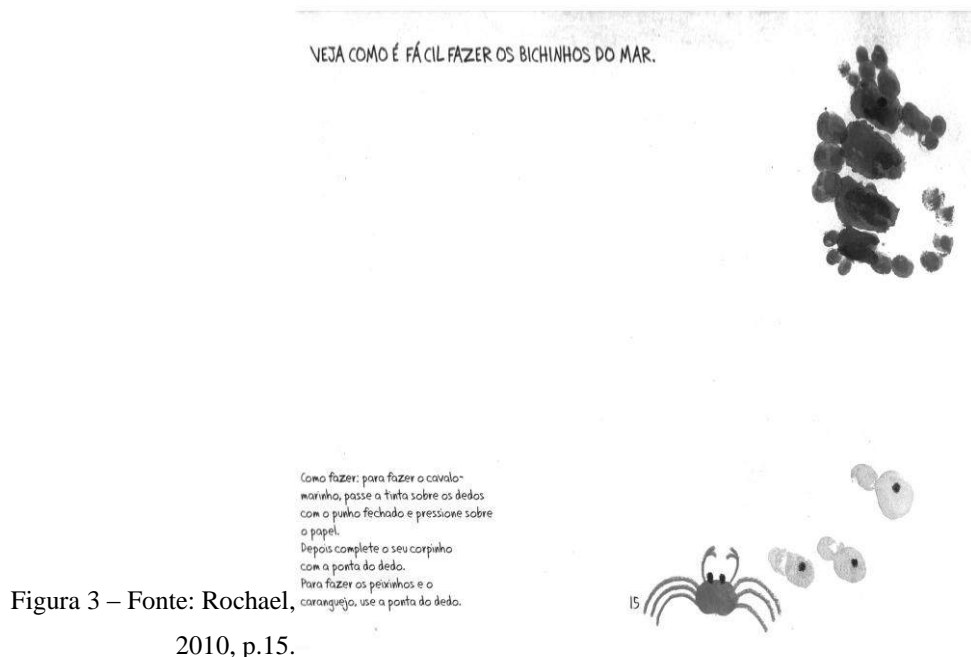 VEJA COMO É FÁCIL FAZER OS BICHINHOS DO MAR.
Como fazer: para fazer o cavalo-
marinho, passe a tinta sobre os dedos
com o punho fechado e pressione sobre
o papel.
Depois complete o seu corpinho
com a ponta do dedo.
Para fazer os peixinhos e o
caranguejo, use a ponta do dedo.
15
Figura 3 – Fonte: Rochael,
2010, p.15.